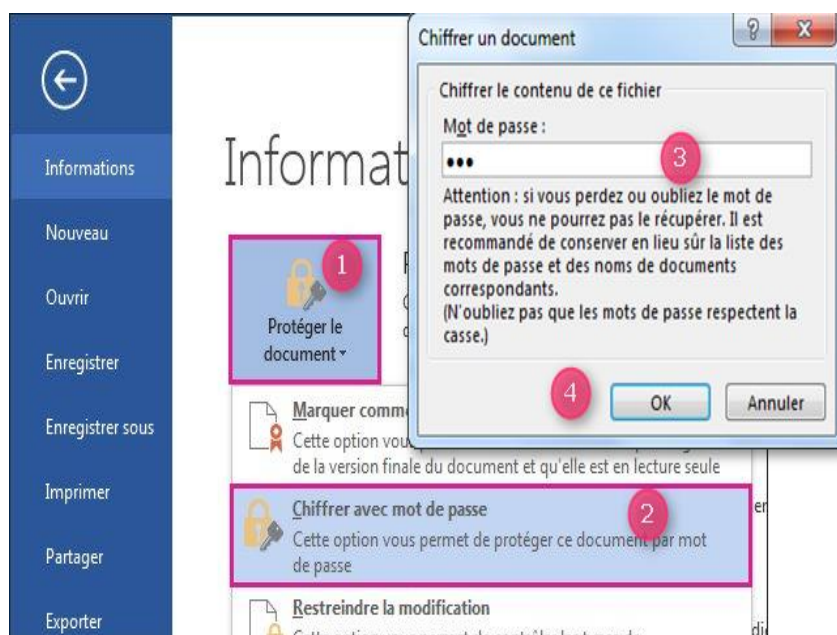 Informations
Nouveau
Ouvrir
Enregistrer
Enregistrer sous
Imprimer
Partager
Exporter
Informat
1
Protéger le
document
Marquer comme
Cette option vous
de la version finale du document et qu'elle est en lecture seule
2
Chiffrer avec mot de passe
Cette option vous permet de protéger ce document par mot
de passe
Restreindre la modification
Chiffrer un document
?
X
Chiffrer le contenu de ce fichier
Mot de passe :
•••
3
Attention : si vous perdez ou oubliez le mot de
passe, vous ne pourrez pas le récupérer. Il est
recommandé de conserver en lieu sûr la liste des
mots de passe et des noms de documents
correspondants.
(N'oubliez pas que les mots de passe respectent la
casse.)
4
OK
Annuler